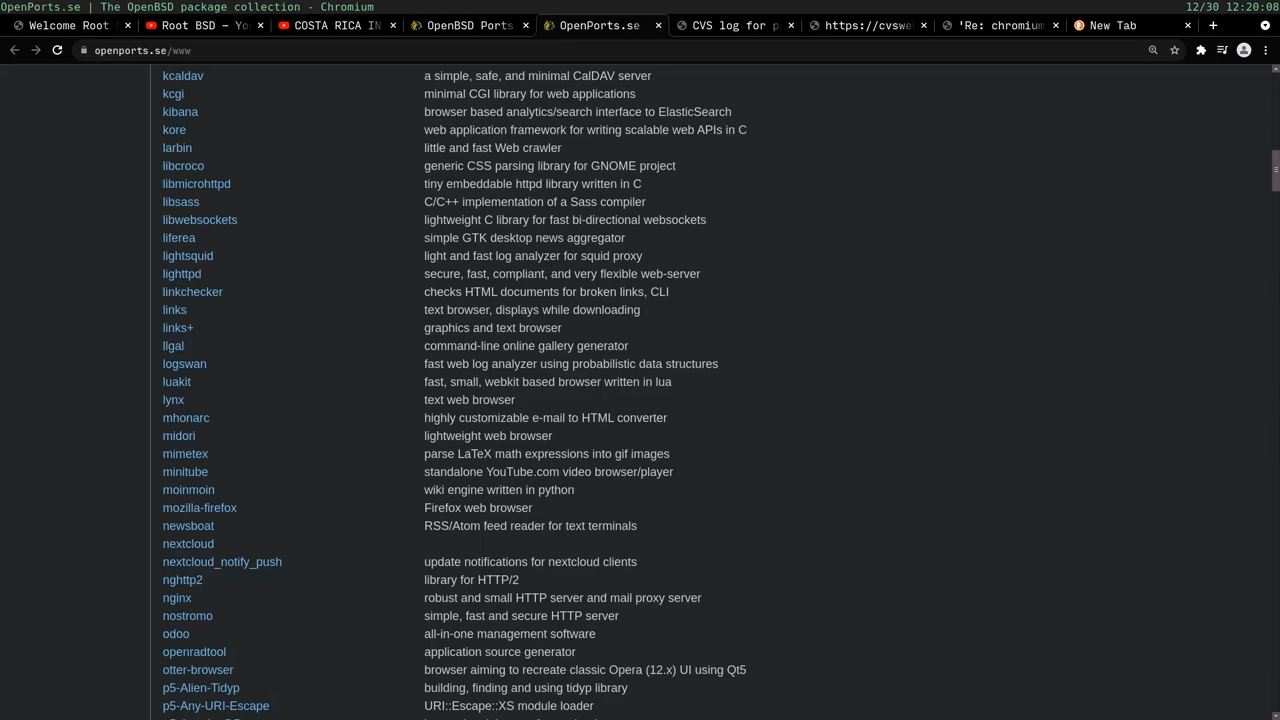 OpenPorts.se | The OpenBSD package collection - Chromium 12/30 12:20:08
Welcome Root YouTube Root BSD – Yo COSTA RICA IN OpenBSD Ports OpenPorts.se CVS log for p https://cvswe 'Re: chromium New Tab
openports.se/www
kcaldav a simple, safe, and minimal CalDAV server
kcgi minimal CGI library for web applications
kibana browser based analytics/search interface to ElasticSearch
kore web application framework for writing scalable web APIs in C
larbin little and fast Web crawler
libcroco generic CSS parsing library for GNOME project
libmicrohttpd tiny embeddable httpd library written in C
libsass C/C++ implementation of a Sass compiler
libwebsockets lightweight C library for fast bi-directional websockets
liferea simple GTK desktop news aggregator
lightsquid light and fast log analyzer for squid proxy
lighttpd secure, fast, compliant, and very flexible web-server
linkchecker checks HTML documents for broken links, CLI
links text browser, displays while downloading
links+ graphics and text browser
llgal command-line online gallery generator
logswan fast web log analyzer using probabilistic data structures
luakit fast, small, webkit based browser written in lua
lynx text web browser
mhonarc highly customizable e-mail to HTML converter
midori lightweight web browser
mimetex parse LaTeX math expressions into gif images
minitube standalone YouTube.com video browser/player
moinmoin wiki engine written in python
mozilla-firefox Firefox web browser
newsboat RSS/Atom feed reader for text terminals
nextcloud
nextcloud_notify_push update notifications for nextcloud clients
nghttp2 library for HTTP/2
nginx robust and small HTTP server and mail proxy server
nostromo simple, fast and secure HTTP server
odoo all-in-one management software
openradtool application source generator
otter-browser browser aiming to recreate classic Opera (12.x) UI using Qt5
p5-Alien-Tidyp building, finding and using tidyp library
p5-Any-URI-Escape URI::Escape::XS module loader